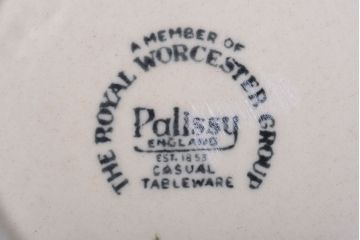 A MEMBER OF
THE ROYAL WORCESTER GROUP
Palissy
ENGLAND
EST. 1853
CASUAL
TABLEWARE